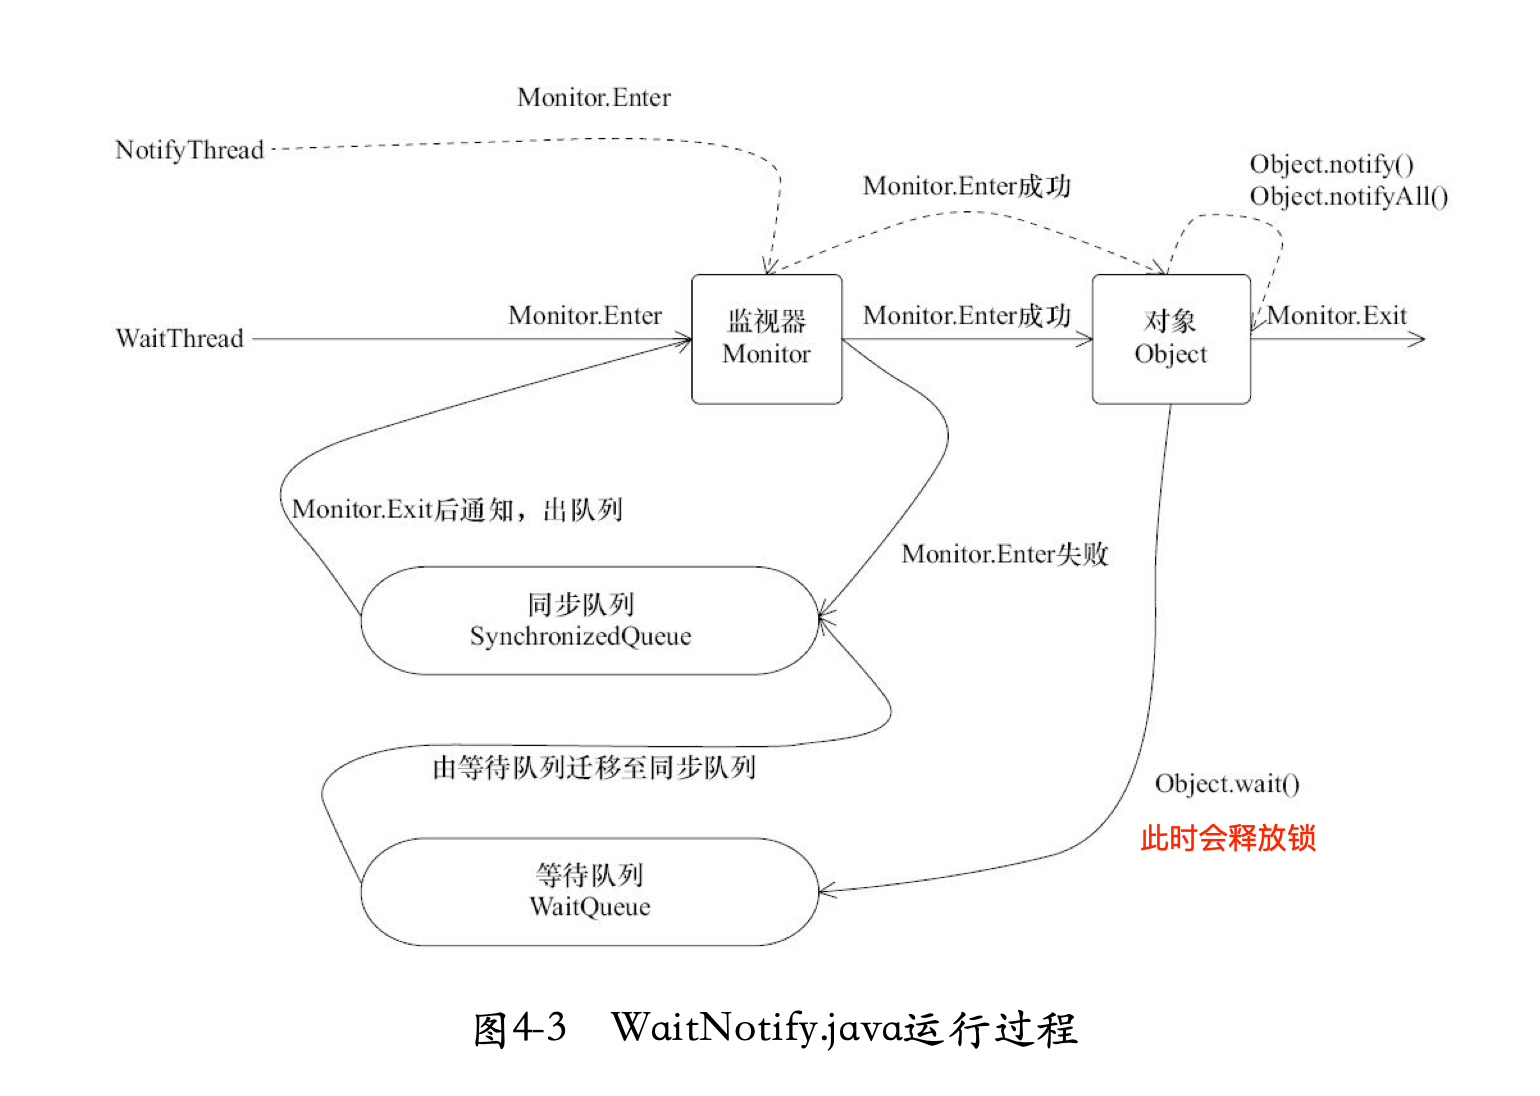 Monitor.Enter
NotifyThread
Object.notify()
Monitor.Enter成功
Object.notifyAll()
Monitor.Enter
Monitor.Enter成功
Monitor.Exit
WaitThread
监视器
Monitor
对象
Object
Monitor.Exit后通知，出队列
Monitor.Enter失败
同步队列
SynchronizedQueue
由等待队列迁移至同步队列
Object.wait()
此时会释放锁
等待队列
WaitQueue
图4-3 WaitNotify.java运行过程